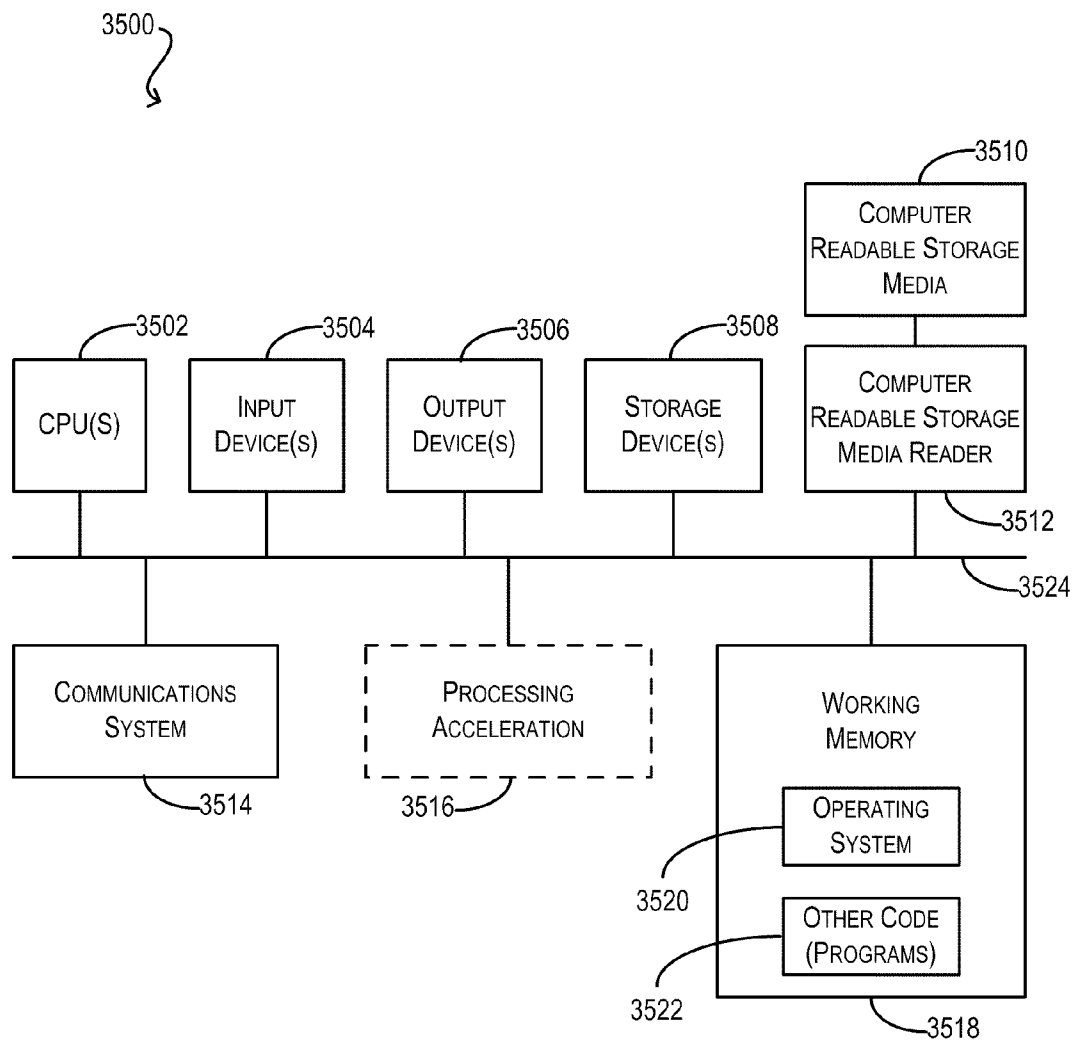 3500
3510
COMPUTER
READABLE STORAGE
MEDIA
3502
3504
3506
3508
CPU(S)
INPUT
DEVICE(S)
OUTPUT
DEVICE(S)
STORAGE
DEVICE(S)
COMPUTER
READABLE STORAGE
MEDIA READER
3512
3524
COMMUNICATIONS
SYSTEM
3514
PROCESSING
ACCELERATION
3516
WORKING
MEMORY
OPERATING
SYSTEM
3520
OTHER CODE
(PROGRAMS)
3522
3518